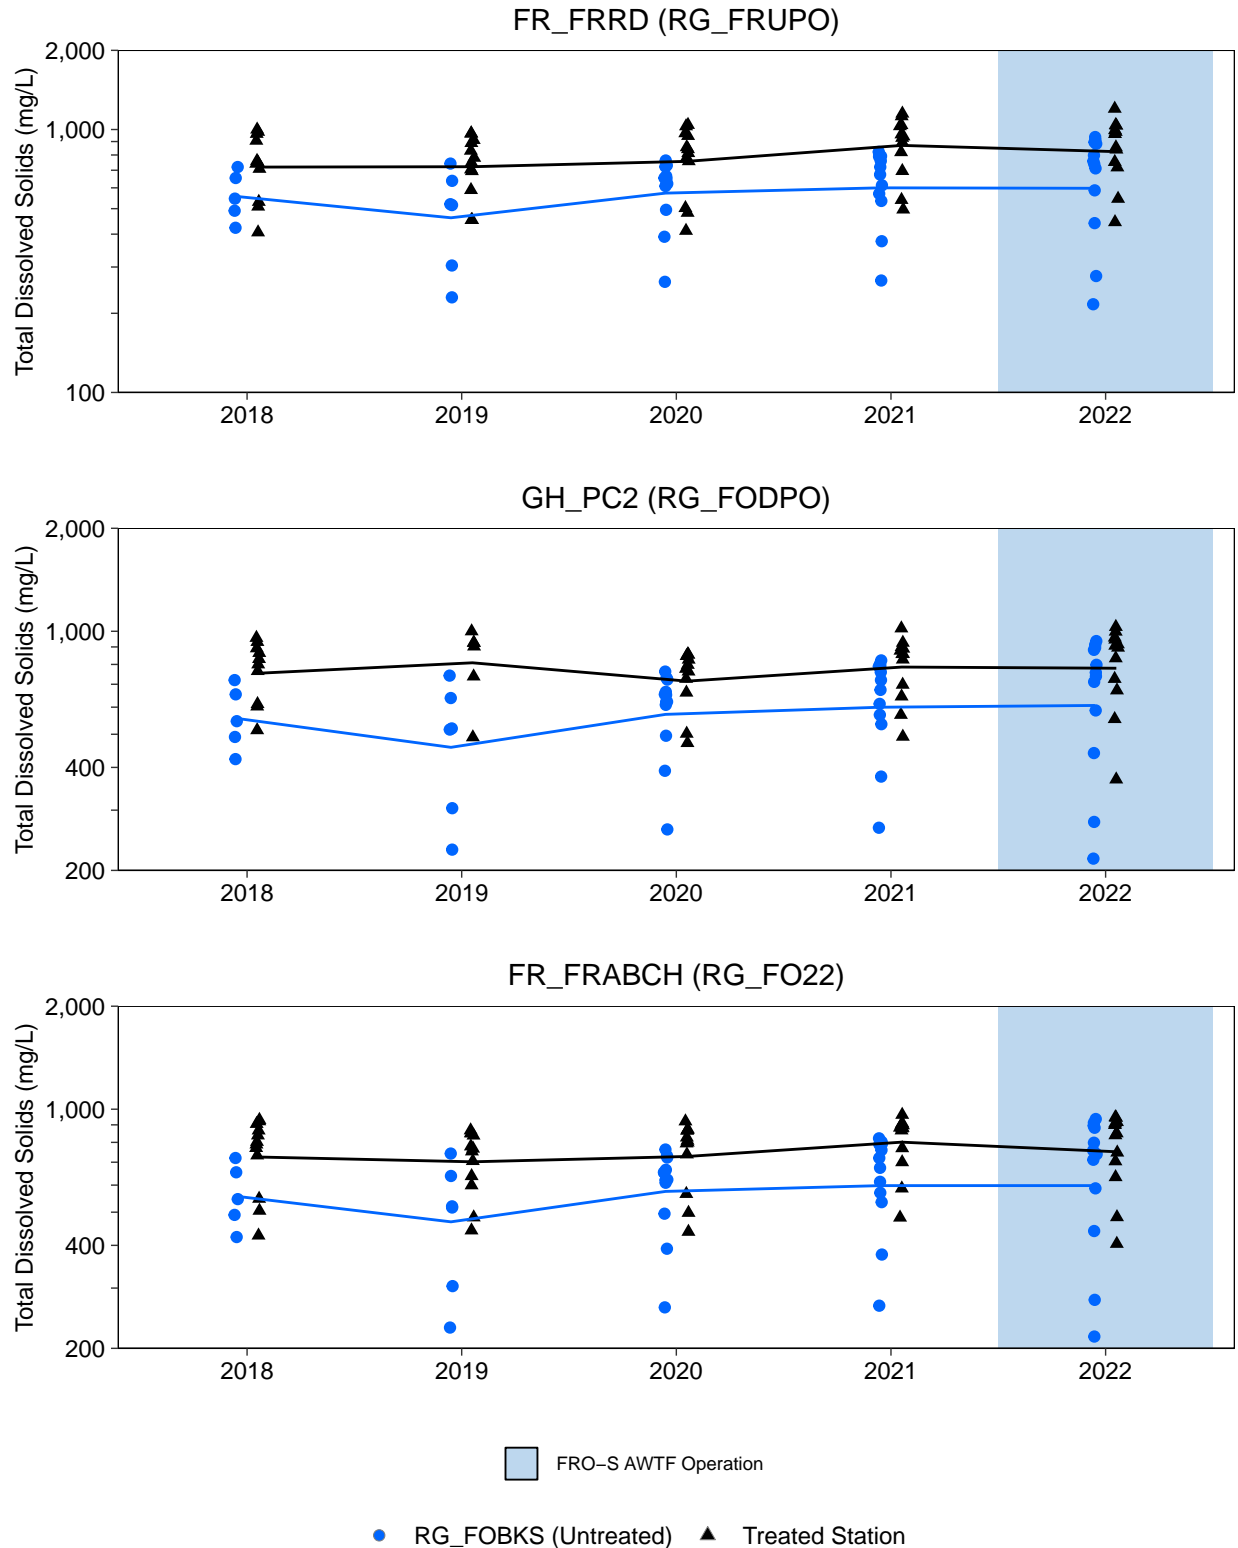 FR_FRRD (RG_FRUPO)
Total Dissolved Solids (mg/L)
2,000
1,000
100
2018 2019 2020 2021 2022
GH_PC2 (RG_FODPO)
Total Dissolved Solids (mg/L)
2,000
1,000
400
200
2018 2019 2020 2021 2022
FR_FRABCH (RG_FO22)
Total Dissolved Solids (mg/L)
2,000
1,000
400
200
2018 2019 2020 2021 2022
FRO−S AWTF Operation
RG_FOBKS (Untreated) Treated Station